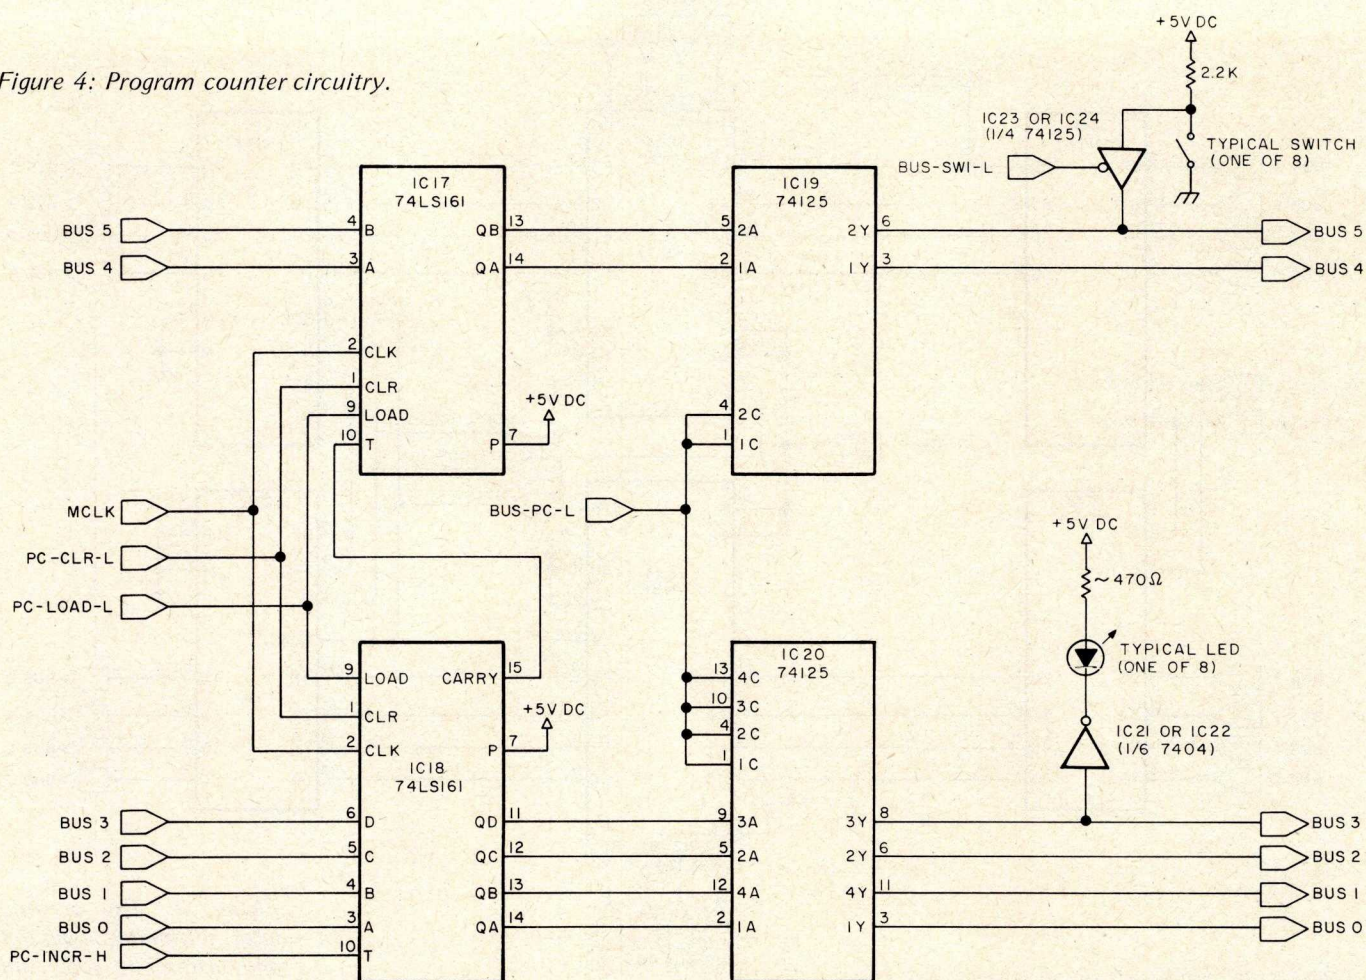 Figure 4: Program counter circuitry.
+5V DC
2.2K
IC23 OR IC24
(1/4 74125)
TYPICAL SWITCH
(ONE OF 8)
BUS-SWI-L
IC17
74LS161
IC19
74125
BUS 5
4
B
QB
13
5
2A
2Y
6
BUS 5
BUS 4
3
A
QA
14
2
1A
1Y
3
BUS 4
2
CLK
1
CLR
9
LOAD
10
T
+5V DC
P
7
4
2C
1
1C
MCLK
BUS-PC-L
PC-CLR-L
PC-LOAD-L
+5V DC
~470Ω
TYPICAL LED
(ONE OF 8)
IC21 OR IC22
(1/6 7404)
9
LOAD
CARRY
15
1
CLR
2
CLK
+5V DC
P
7
IC18
74LS161
IC20
74125
13
4C
10
3C
4
2C
1
1C
BUS 3
6
D
QD
11
9
3A
3Y
8
BUS 3
BUS 2
5
C
QC
12
5
2A
2Y
6
BUS 2
BUS 1
4
B
QB
13
12
4A
4Y
11
BUS 1
BUS 0
3
A
QA
14
2
1A
1Y
3
BUS 0
PC-INCR-H
10
T